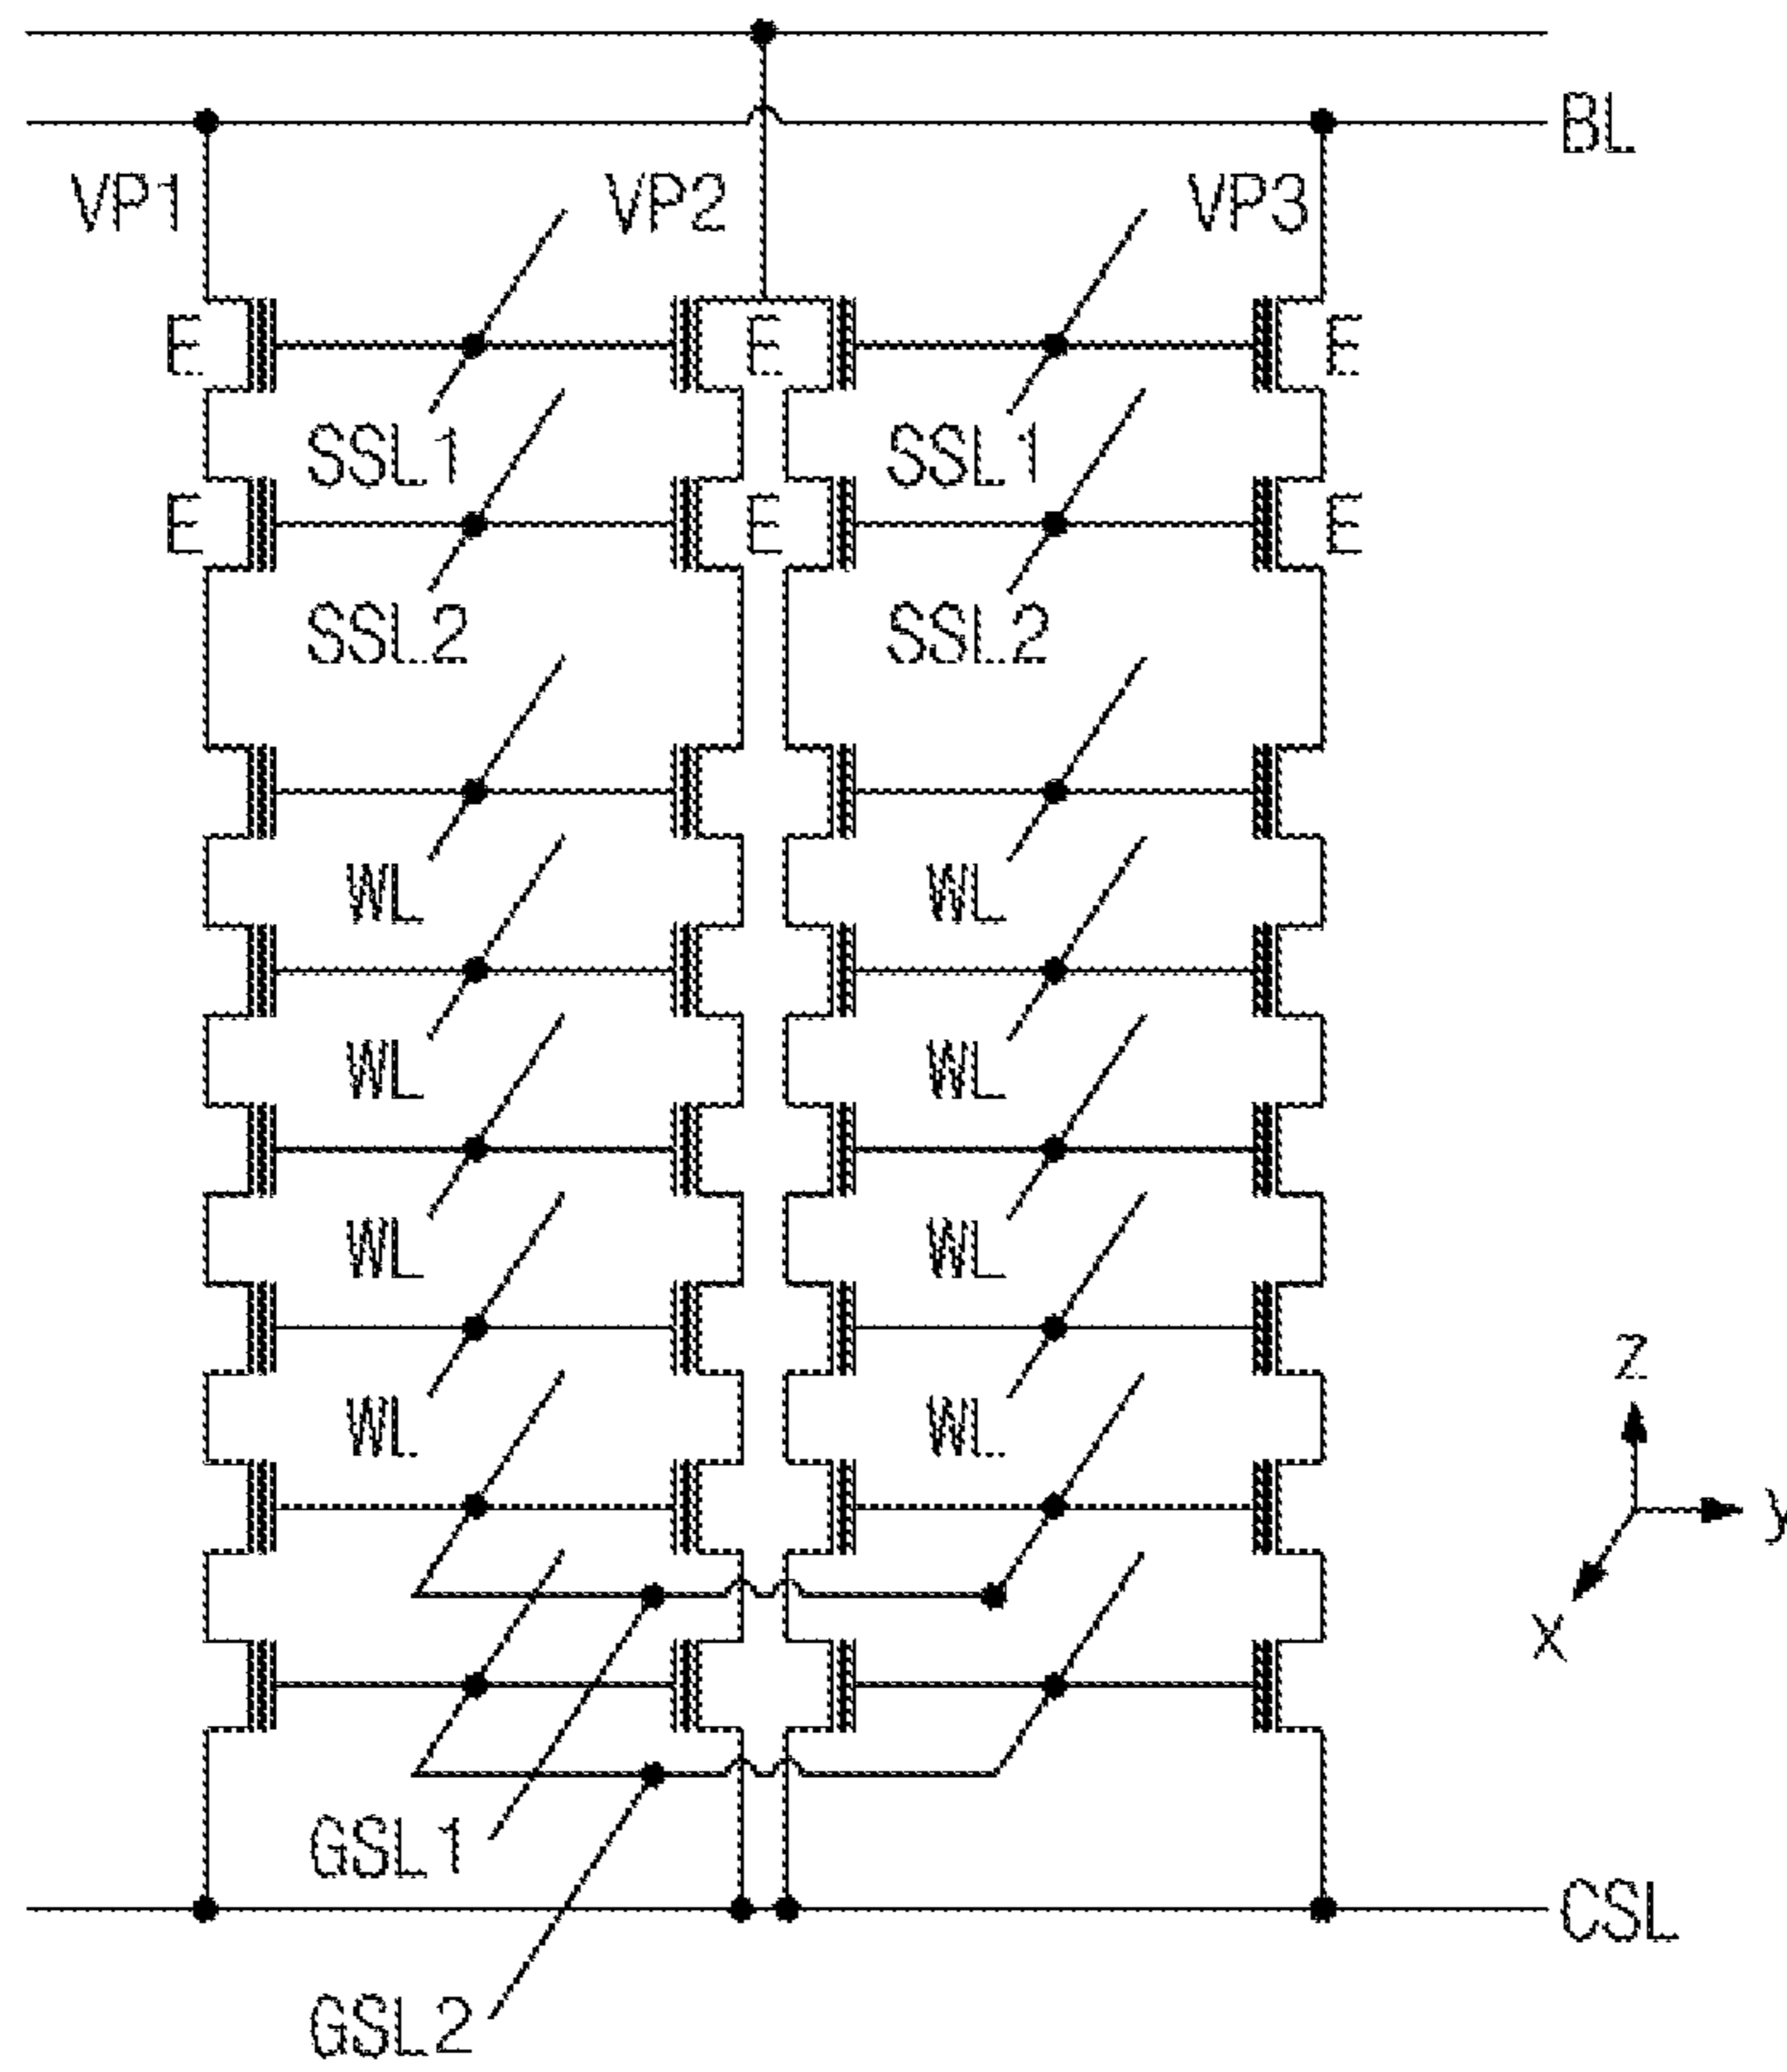 BL
VP1 VP2 VP3
E E E
SSL1 SSL1
E E E
SSL2 SSL2
WL WL
WL WL
WL WL
WL WL
z
y
x
GSL1
CSL
GSL2